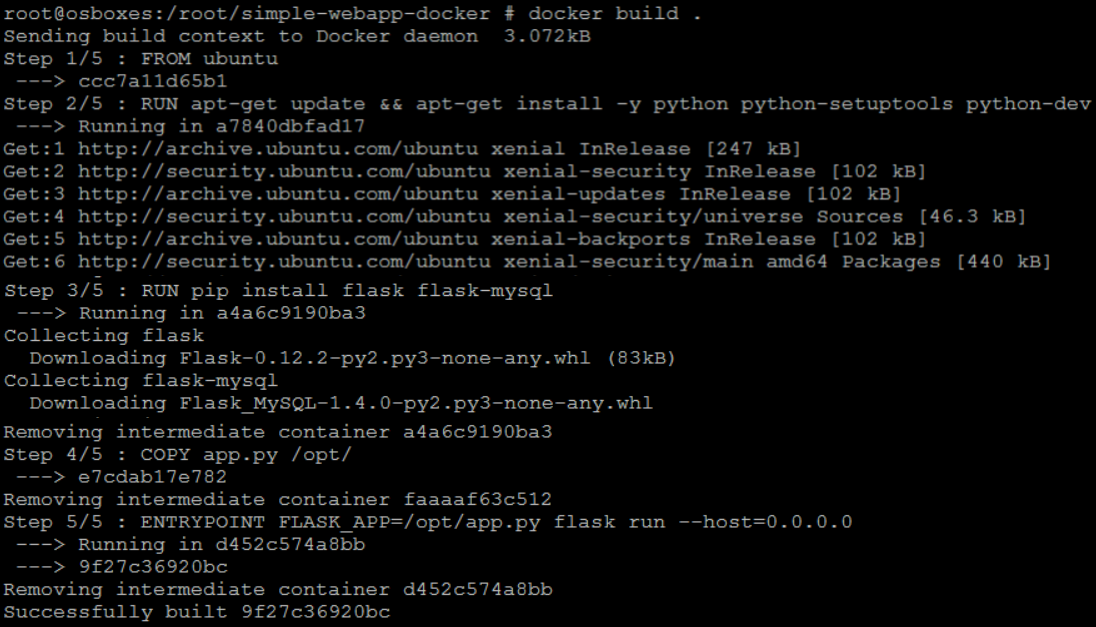 root@osboxes:/root/simple-webapp-docker # docker build .
Sending build context to Docker daemon  3.072kB
Step 1/5 : FROM ubuntu
 ---> ccc7a11d65b1
Step 2/5 : RUN apt-get update && apt-get install -y python python-setuptools python-dev
 ---> Running in a7840dbfad17
Get:1 http://archive.ubuntu.com/ubuntu xenial InRelease [247 kB]
Get:2 http://security.ubuntu.com/ubuntu xenial-security InRelease [102 kB]
Get:3 http://archive.ubuntu.com/ubuntu xenial-updates InRelease [102 kB]
Get:4 http://security.ubuntu.com/ubuntu xenial-security/universe Sources [46.3 kB]
Get:5 http://archive.ubuntu.com/ubuntu xenial-backports InRelease [102 kB]
Get:6 http://security.ubuntu.com/ubuntu xenial-security/main amd64 Packages [440 kB]
Step 3/5 : RUN pip install flask flask-mysql
 ---> Running in a4a6c9190ba3
Collecting flask
  Downloading Flask-0.12.2-py2.py3-none-any.whl (83kB)
Collecting flask-mysql
  Downloading Flask_MySQL-1.4.0-py2.py3-none-any.whl
Removing intermediate container a4a6c9190ba3
Step 4/5 : COPY app.py /opt/
 ---> e7cdab17e782
Removing intermediate container faaaaf63c512
Step 5/5 : ENTRYPOINT FLASK_APP=/opt/app.py flask run --host=0.0.0.0
 ---> Running in d452c574a8bb
 ---> 9f27c36920bc
Removing intermediate container d452c574a8bb
Successfully built 9f27c36920bc